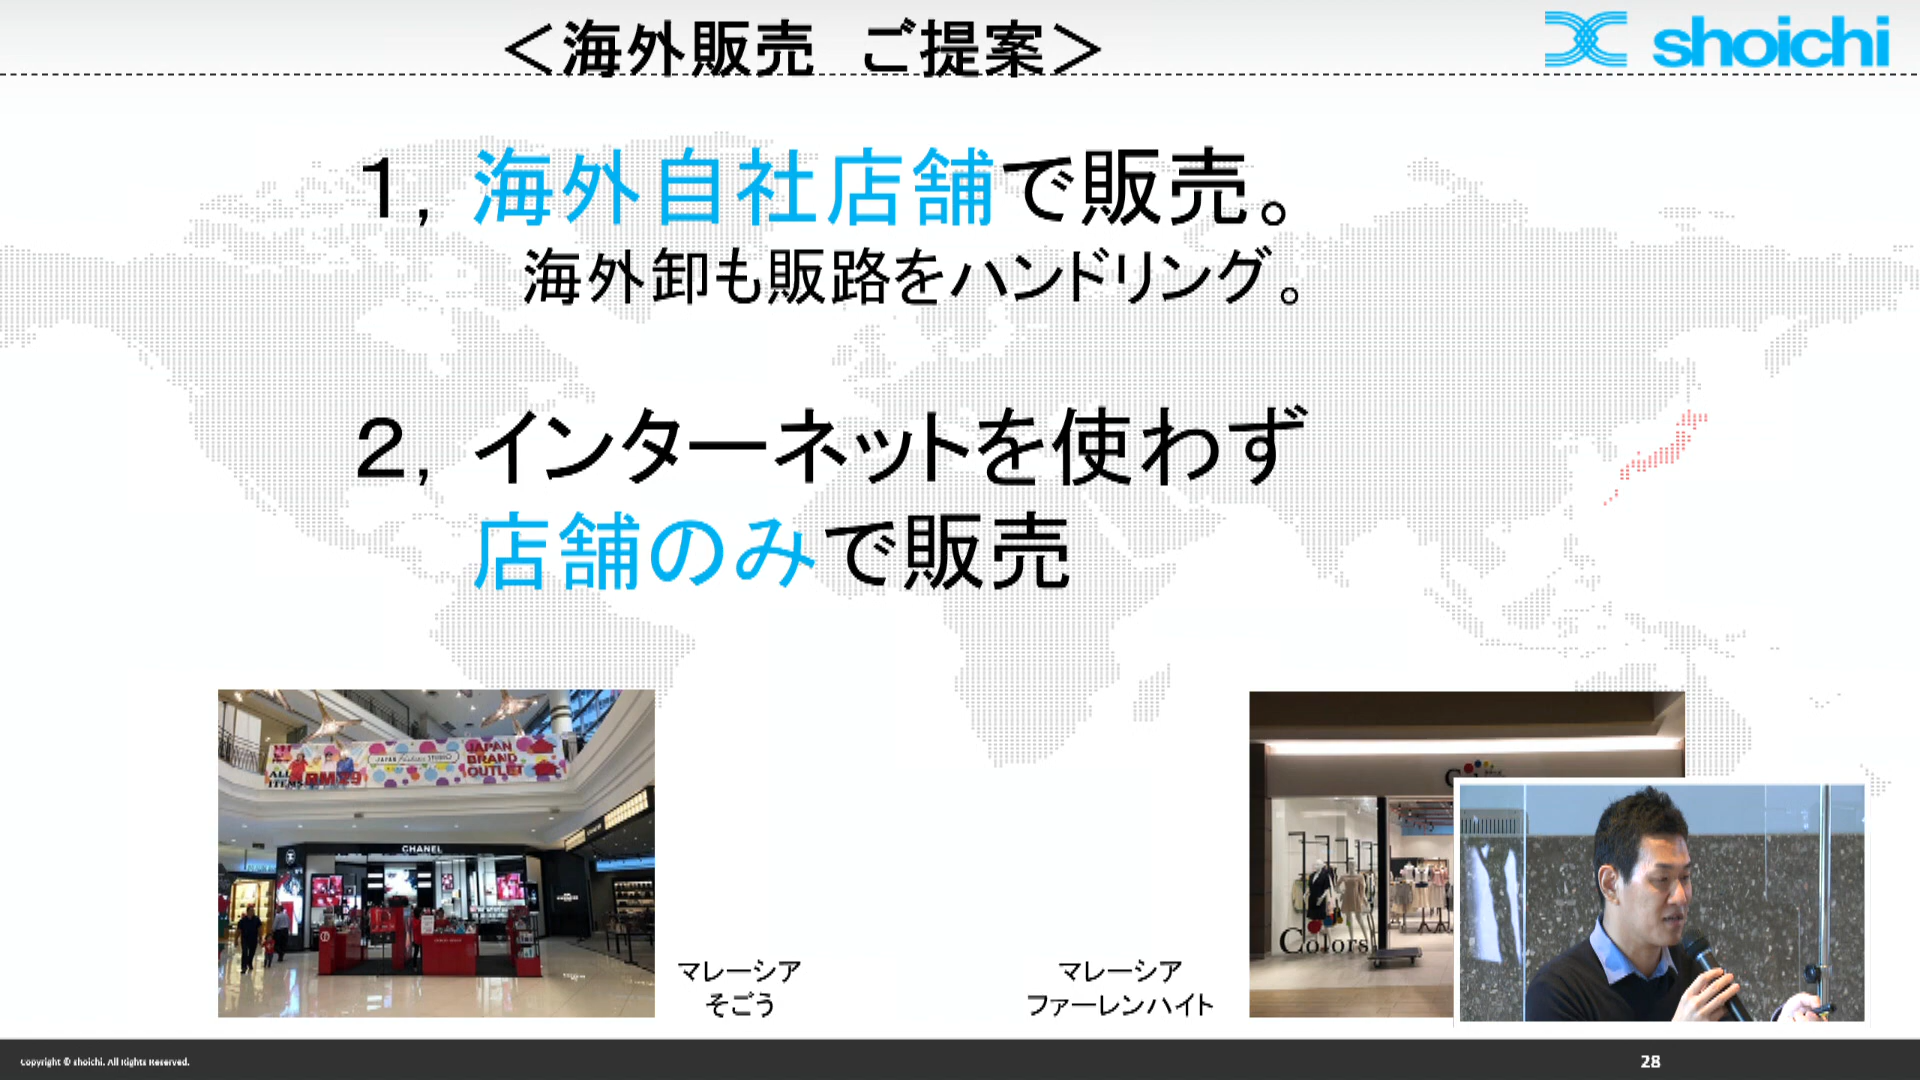 ＜海外販売　ご提案＞
shoichi
１，海外自社店舗で販売。
海外卸も販路をハンドリング。
２，インターネットを使わず
店舗のみで販売
JAPAN
BRAND
OUTLET
ALL
ITEMS RM29
CHANEL
マレーシア
そごう
マレーシア
ファーレンハイト
Colors
Copyright © shoichi. All Rights Reserved.
28